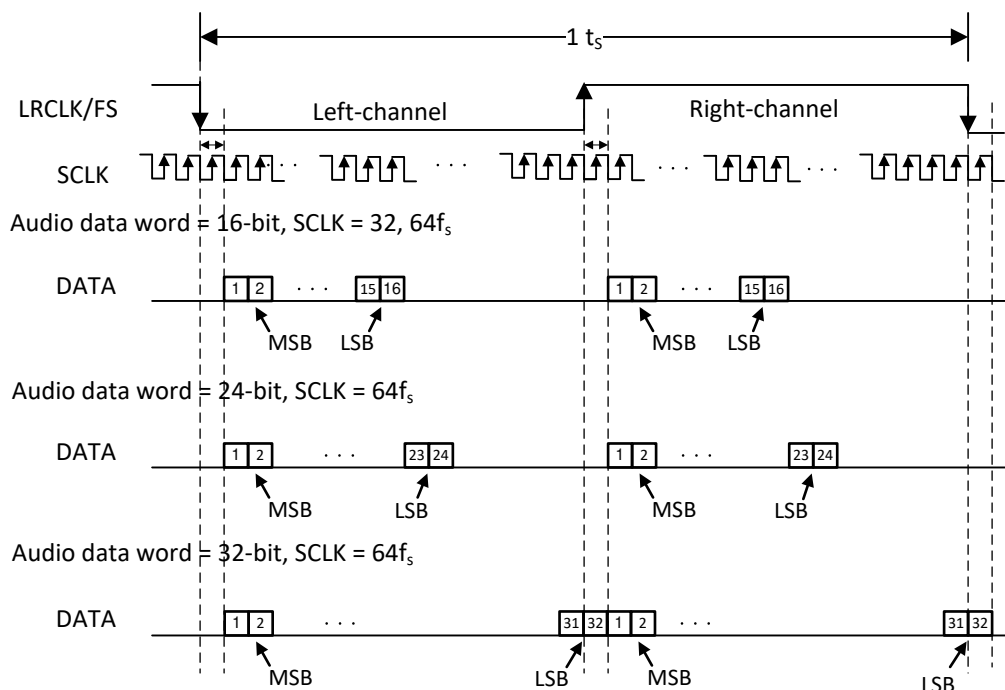 1 tS
LRCLK/FS
Left-channel
Right-channel
SCLK
. . .
. . .
. . .
. . .
Audio data word = 16-bit, SCLK = 32, 64fs
DATA
1 2 . . . 15 16 1 2 . . . 15 16
MSB LSB MSB LSB
Audio data word = 24-bit, SCLK = 64fs
DATA
1 2 . . . 23 24 1 2 . . . 23 24
MSB LSB MSB LSB
Audio data word = 32-bit, SCLK = 64fs
DATA
1 2 . . . 31 32 1 2 . . . 31 32
MSB LSB MSB LSB